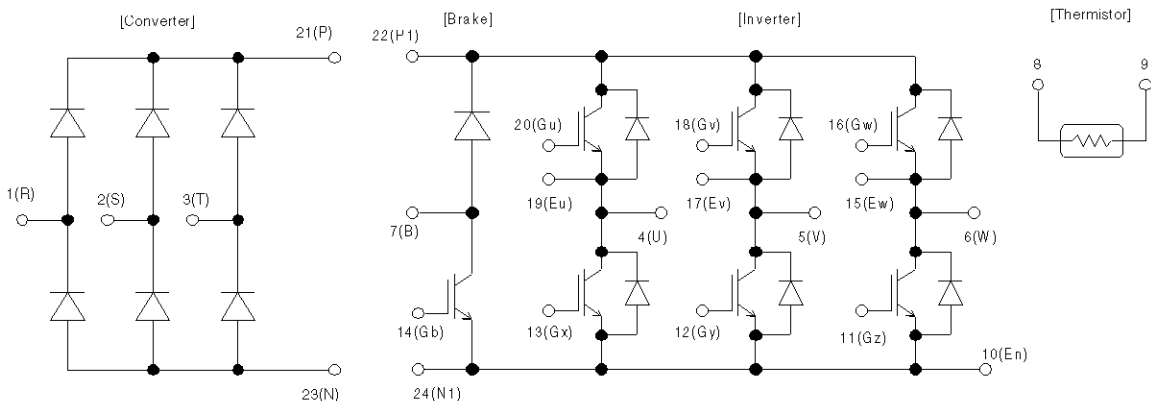 [Converter]
[Brake]
[Inverter]
[Thermistor]
21(P)
22(P1)
8
9
20(Gu)
18(Gv)
16(Gw)
1(R)
2(S)
3(T)
19(Eu)
17(Ev)
15(Ew)
7(B)
4(U)
5(V)
6(W)
14(Gb)
13(Gx)
12(Gy)
11(Gz)
10(En)
23(N)
24(N1)